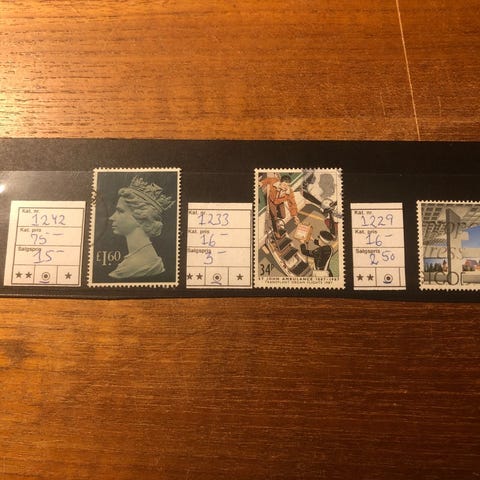 Kat. nr.
1242
Kat. pris
75 -
Salgspris
15 -
£1.60
Kat. nr.
1233
Kat. pris
16 -
Salgspris
3 -
34P
ST JOHN AMBULANCE 1887-1987
Kat. nr.
1229
Kat. pris
16 -
Salgspris
2 50